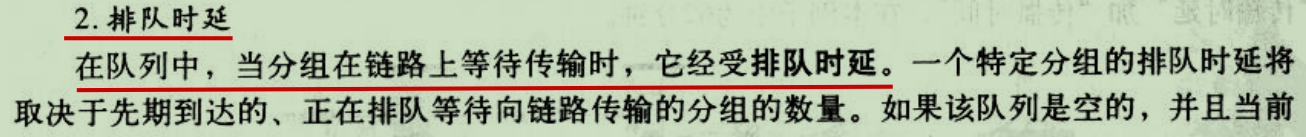 2. 排队时延
在队列中，当分组在链路上等待传输时，它经受排队时延。一个特定分组的排队时延将
取决于先期到达的、正在排队等待向链路传输的分组的数量。如果该队列是空的，并且当前